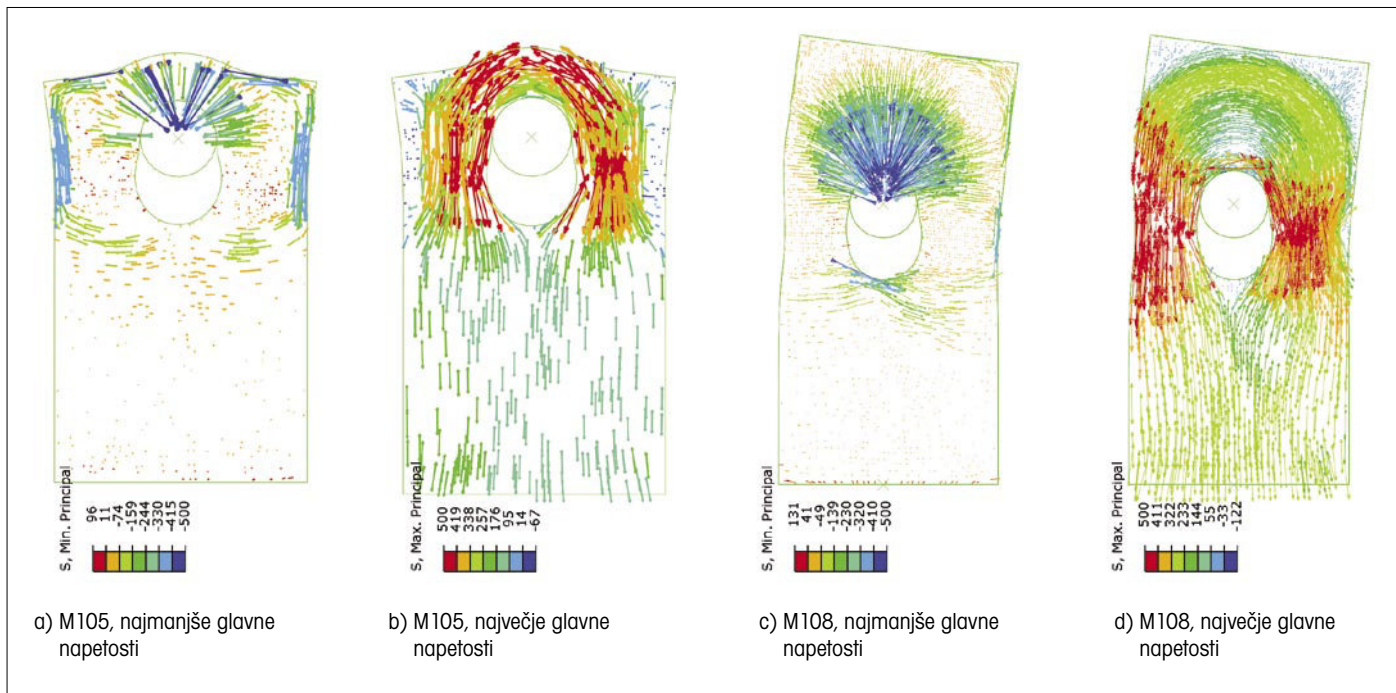 S, Min. Principal
96
11
-74
-159
-244
-330
-415
-500
a) M105, najmanjše glavne
napetosti
S, Max. Principal
500
419
338
257
176
95
14
-67
b) M105, največje glavne
napetosti
S, Min. Principal
131
41
-49
-139
-230
-320
-410
-500
c) M108, najmanjše glavne
napetosti
S, Max. Principal
500
411
322
233
144
55
-33
-122
d) M108, največje glavne
napetosti